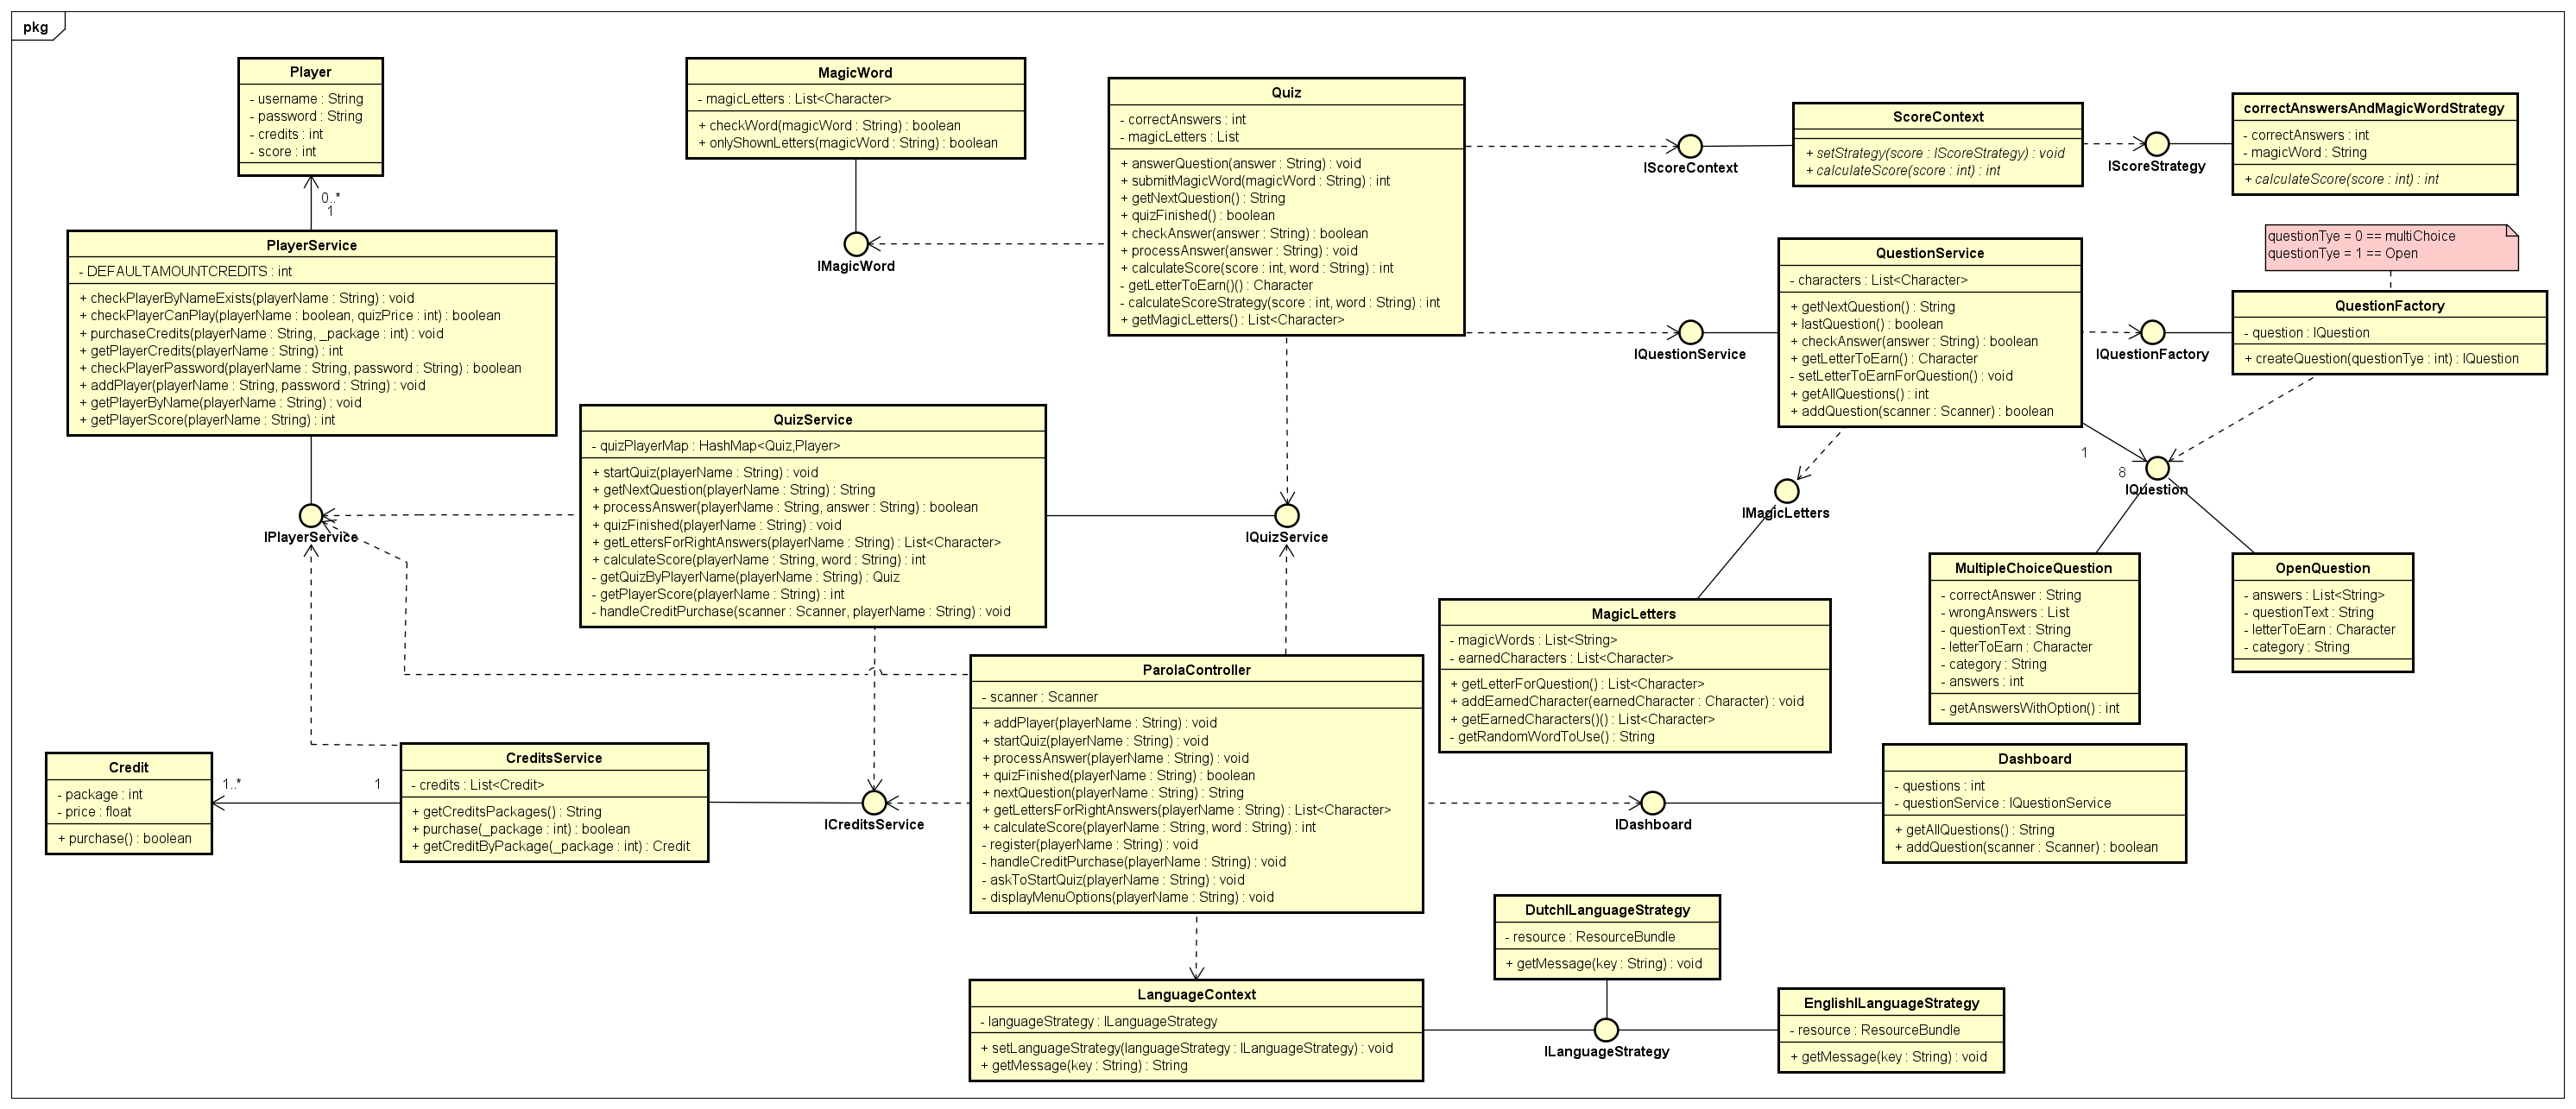 pkg
Player
- username : String
- password : String
- credits : int
- score : int
0..*
1
PlayerService
- DEFAULTAMOUNTCREDITS : int
+ checkPlayerByNameExists(playerName : String) : void
+ checkPlayerCanPlay(playerName : boolean, quizPrice : int) : boolean
+ purchaseCredits(playerName : String, _package : int) : void
+ getPlayerCredits(playerName : String) : int
+ checkPlayerPassword(playerName : String, password : String) : boolean
+ addPlayer(playerName : String, password : String) : void
+ getPlayerByName(playerName : String) : void
+ getPlayerScore(playerName : String) : int
IPlayerService
MagicWord
- magicLetters : List<Character>
+ checkWord(magicWord : String) : boolean
+ onlyShownLetters(magicWord : String) : boolean
IMagicWord
Quiz
- correctAnswers : int
- magicLetters : List
+ answerQuestion(answer : String) : void
+ submitMagicWord(magicWord : String) : int
+ getNextQuestion() : String
+ quizFinished() : boolean
+ checkAnswer(answer : String) : boolean
+ processAnswer(answer : String) : void
+ calculateScore(score : int, word : String) : int
- getLetterToEarn()() : Character
- calculateScoreStrategy(score : int, word : String) : int
+ getMagicLetters() : List<Character>
IScoreContext
ScoreContext
+ setStrategy(score : IScoreStrategy) : void
+ calculateScore(score : int) : int
IScoreStrategy
correctAnswersAndMagicWordStrategy
- correctAnswers : int
- magicWord : String
+ calculateScore(score : int) : int
questionTye = 0 == multiChoice
questionTye = 1 == Open
IQuestionService
QuestionService
- characters : List<Character>
+ getNextQuestion() : String
+ lastQuestion() : boolean
+ checkAnswer(answer : String) : boolean
+ getLetterToEarn() : Character
- setLetterToEarnForQuestion() : void
+ getAllQuestions() : int
+ addQuestion(scanner : Scanner) : boolean
IQuestionFactory
QuestionFactory
- question : IQuestion
+ createQuestion(questionTye : int) : IQuestion
1
8
IQuestion
IMagicLetters
QuizService
- quizPlayerMap : HashMap<Quiz,Player>
+ startQuiz(playerName : String) : void
+ getNextQuestion(playerName : String) : String
+ processAnswer(playerName : String, answer : String) : boolean
+ quizFinished(playerName : String) : void
+ getLettersForRightAnswers(playerName : String) : List<Character>
+ calculateScore(playerName : String, word : String) : int
- getQuizByPlayerName(playerName : String) : Quiz
- getPlayerScore(playerName : String) : int
- handleCreditPurchase(scanner : Scanner, playerName : String) : void
IQuizService
MultipleChoiceQuestion
- correctAnswer : String
- wrongAnswers : List
- questionText : String
- letterToEarn : Character
- category : String
- answers : int
- getAnswersWithOption() : int
OpenQuestion
- answers : List<String>
- questionText : String
- letterToEarn : Character
- category : String
MagicLetters
- magicWords : List<String>
- earnedCharacters : List<Character>
+ getLetterForQuestion() : List<Character>
+ addEarnedCharacter(earnedCharacter : Character) : void
+ getEarnedCharacters()() : List<Character>
- getRandomWordToUse() : String
ParolaController
- scanner : Scanner
+ addPlayer(playerName : String) : void
+ startQuiz(playerName : String) : void
+ processAnswer(playerName : String) : void
+ quizFinished(playerName : String) : boolean
+ nextQuestion(playerName : String) : String
+ getLettersForRightAnswers(playerName : String) : List<Character>
+ calculateScore(playerName : String, word : String) : int
- register(playerName : String) : void
- handleCreditPurchase(playerName : String) : void
- askToStartQuiz(playerName : String) : void
- displayMenuOptions(playerName : String) : void
Credit
- package : int
- price : float
+ purchase() : boolean
1..*
1
CreditsService
- credits : List<Credit>
+ getCreditsPackages() : String
+ purchase(_package : int) : boolean
+ getCreditByPackage(_package : int) : Credit
ICreditsService
IDashboard
Dashboard
- questions : int
- questionService : IQuestionService
+ getAllQuestions() : String
+ addQuestion(scanner : Scanner) : boolean
DutchILanguageStrategy
- resource : ResourceBundle
+ getMessage(key : String) : void
LanguageContext
- languageStrategy : ILanguageStrategy
+ setLanguageStrategy(languageStrategy : ILanguageStrategy) : void
+ getMessage(key : String) : String
ILanguageStrategy
EnglishILanguageStrategy
- resource : ResourceBundle
+ getMessage(key : String) : void